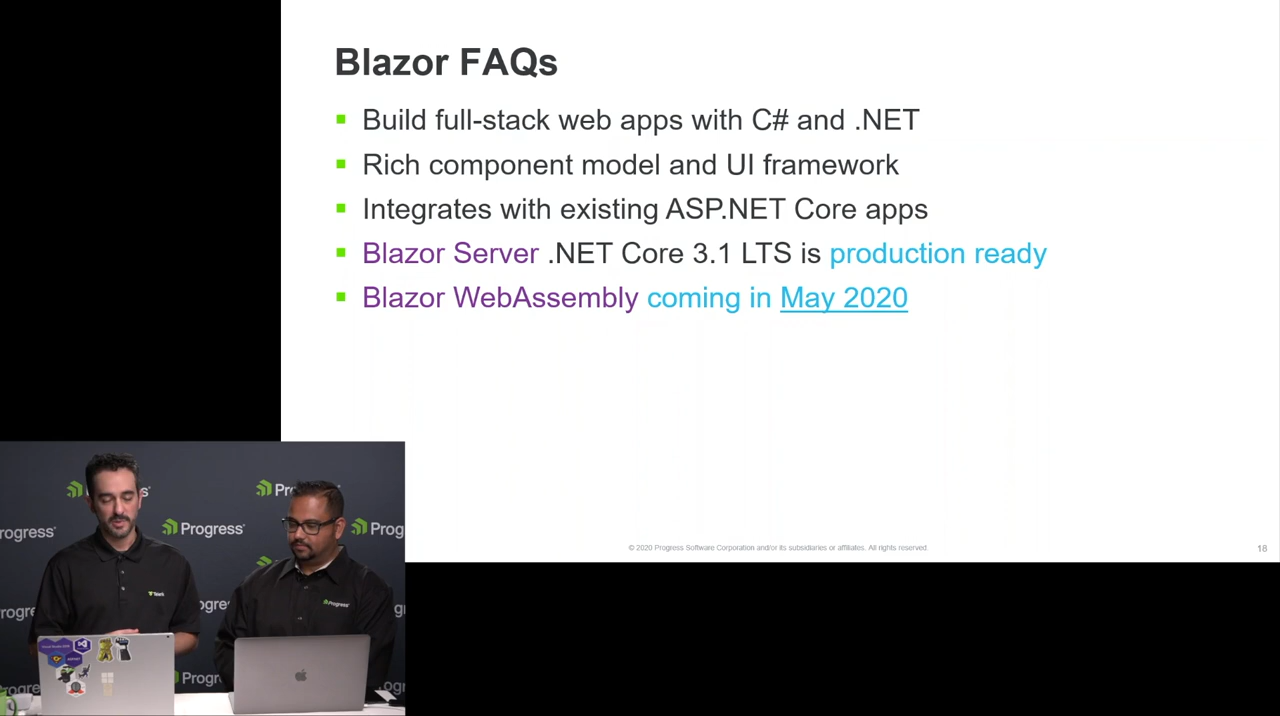 Blazor FAQs
Build full-stack web apps with C# and .NET
Rich component model and UI framework
Integrates with existing ASP.NET Core apps
Blazor Server .NET Core 3.1 LTS is production ready
Blazor WebAssembly coming in May 2020
© 2020 Progress Software Corporation and/or its subsidiaries or affiliates. All rights reserved
18
Progress
Progress
Telerik
Progress